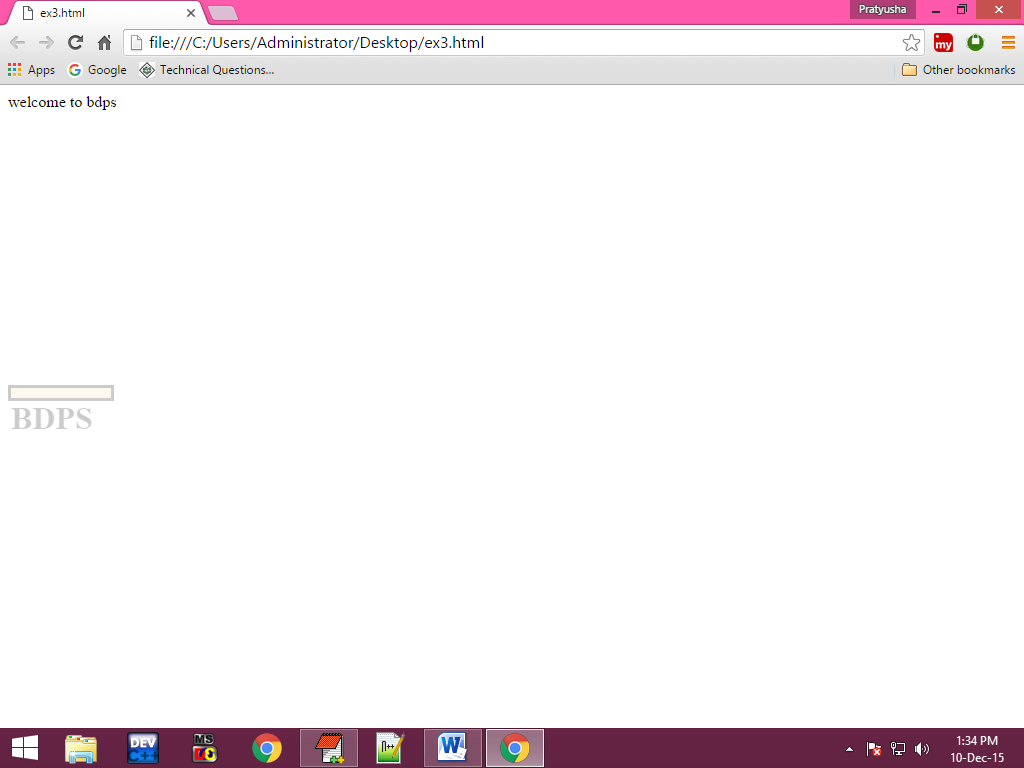 ex3.html
Pratyusha
file:///C:/Users/Administrator/Desktop/ex3.html
my
Apps
Google
Technical Questions...
Other bookmarks
welcome to bdps
BDPS
DEV
C++
MS
W
1:34 PM
10-Dec-15